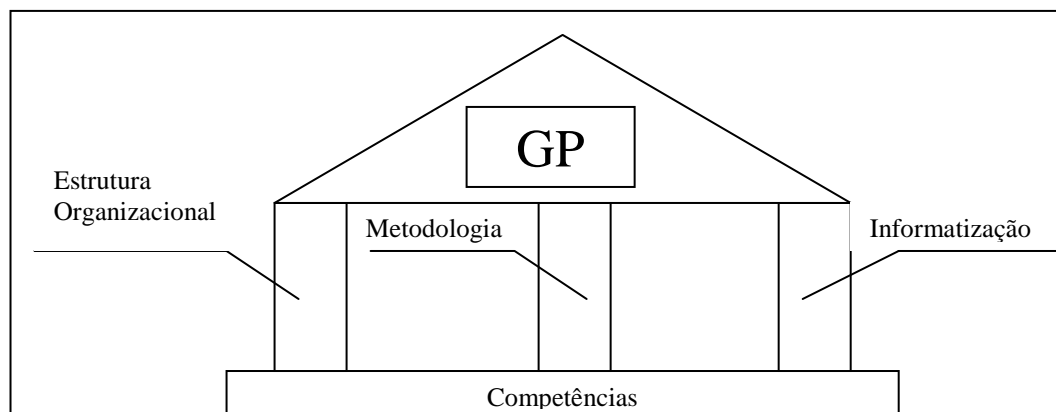 GP
Estrutura
Organizacional
Metodologia
Informatização
Competências